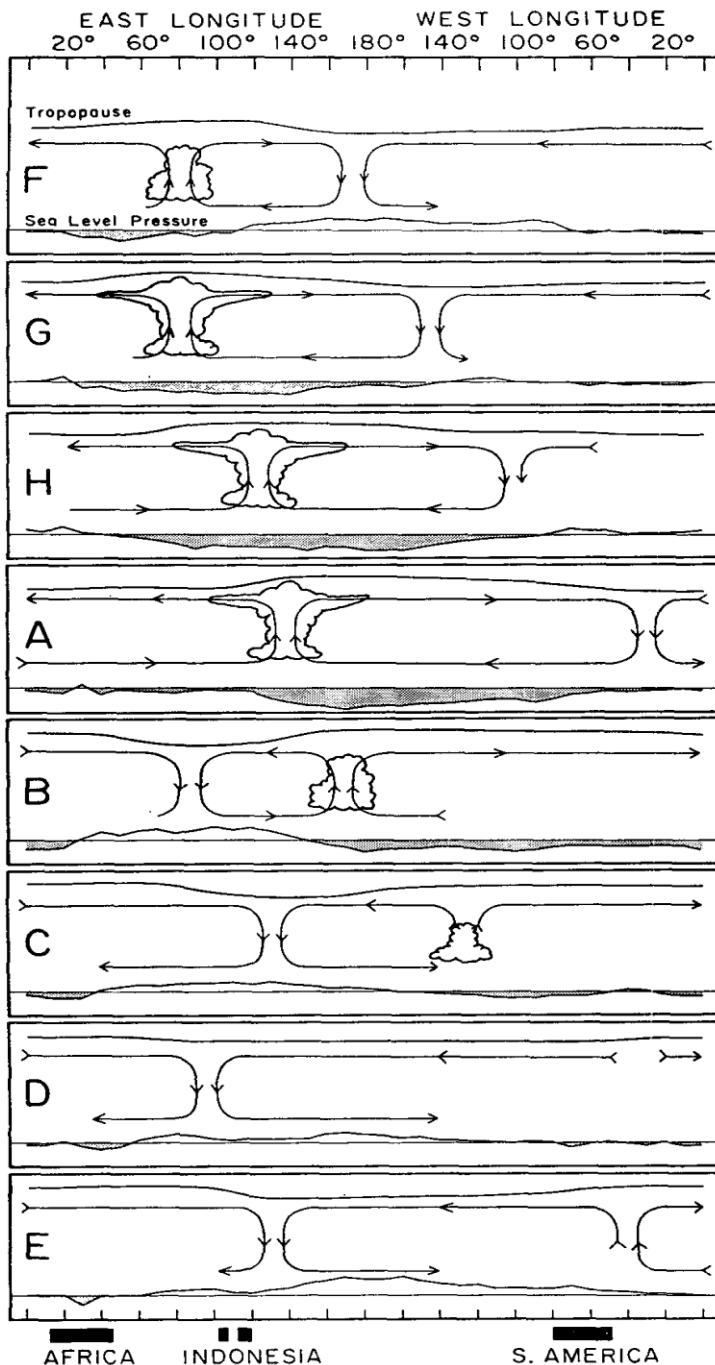 EAST LONGITUDE WEST LONGITUDE
20° 60° 100° 140° 180° 140° 100° 60° 20°
Tropopause
F
Sea Level Pressure
G
H
A
B
C
D
E
AFRICA INDONESIA S. AMERICA